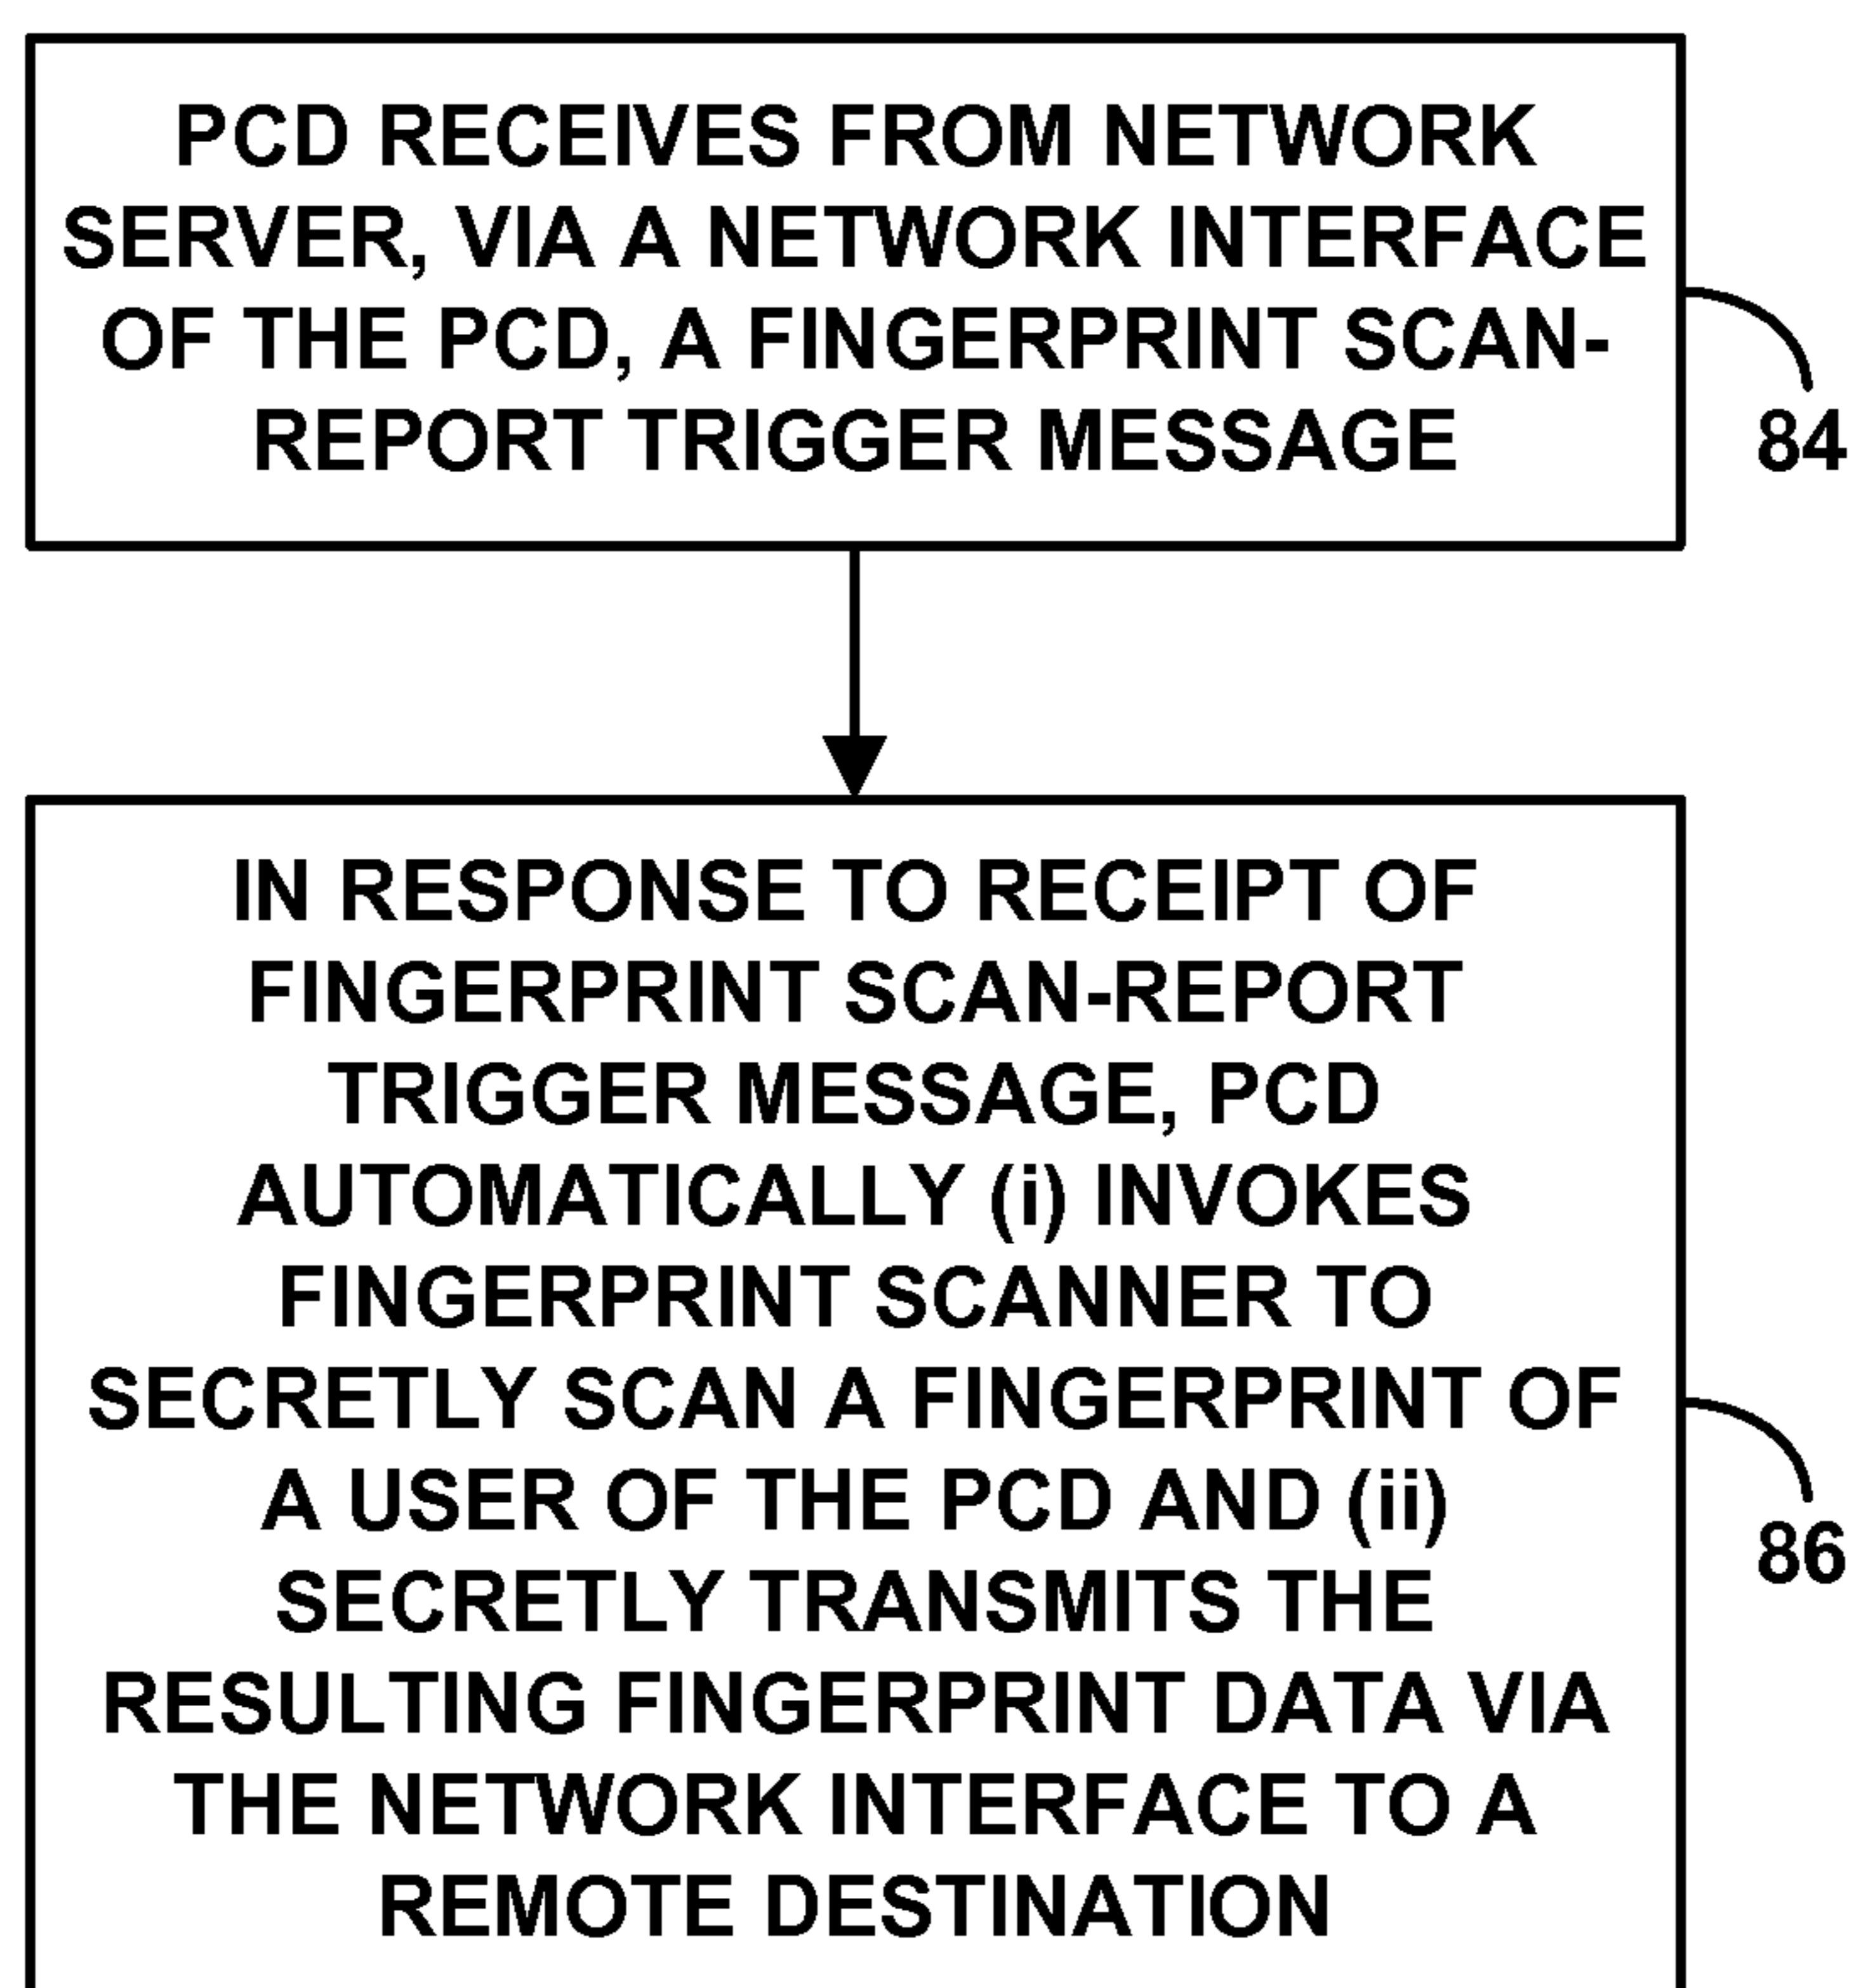 PCD RECEIVES FROM NETWORK
SERVER, VIA A NETWORK INTERFACE
OF THE PCD, A FINGERPRINT SCAN-
REPORT TRIGGER MESSAGE
84
IN RESPONSE TO RECEIPT OF
FINGERPRINT SCAN-REPORT
TRIGGER MESSAGE, PCD
AUTOMATICALLY (i) INVOKES
FINGERPRINT SCANNER TO
SECRETLY SCAN A FINGERPRINT OF
A USER OF THE PCD AND (ii)
SECRETLY TRANSMITS THE
RESULTING FINGERPRINT DATA VIA
THE NETWORK INTERFACE TO A
REMOTE DESTINATION
86